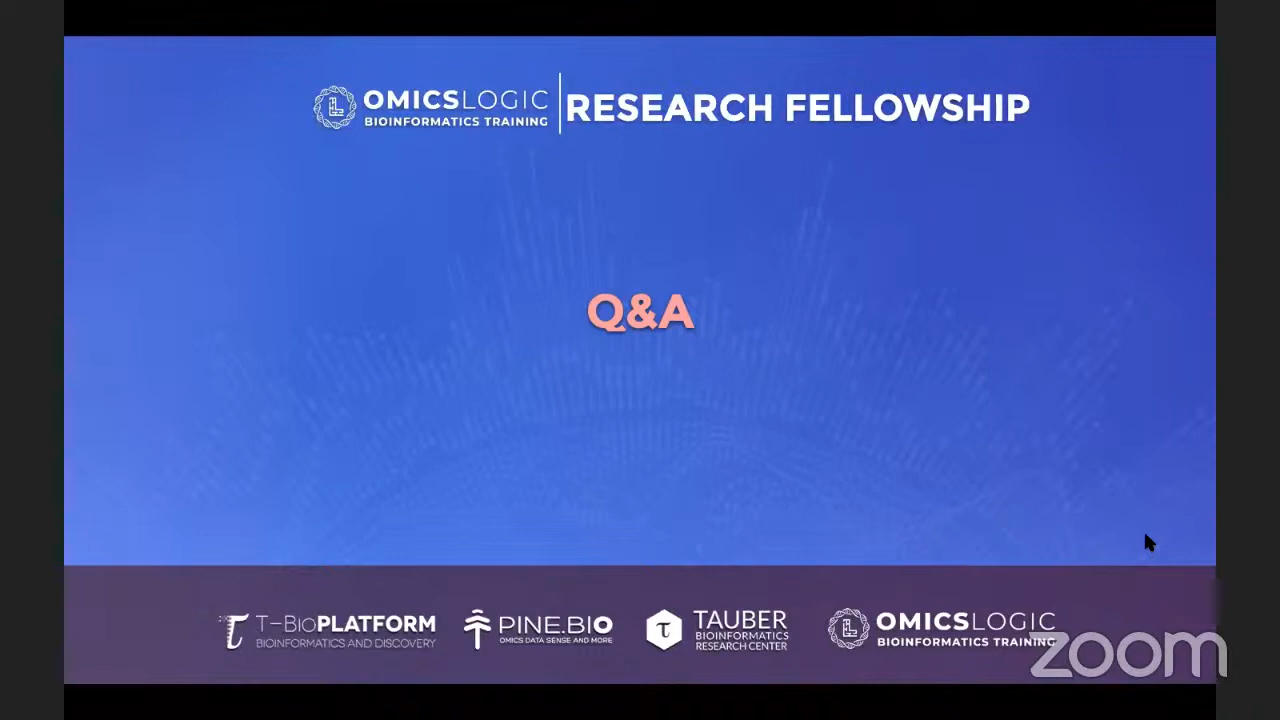 OMICSLOGIC
BIOINFORMATICS TRAINING
RESEARCH FELLOWSHIP
Q&A
T-BioPLATFORM
BIOINFORMATICS AND DISCOVERY
PINE.BIO
OMICS DATA SENSE AND MORE
TAUBER
BIOINFORMATICS
RESEARCH CENTER
OMICSLOGIC
BIOINFORMATICS TRAINING
zoom